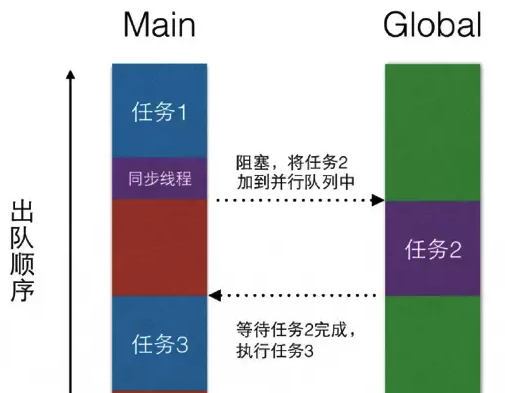 Main
Global
任务1
同步线程
阻塞，将任务2
加到并行队列中
出队顺序
任务2
等待任务2完成，
执行任务3
任务3